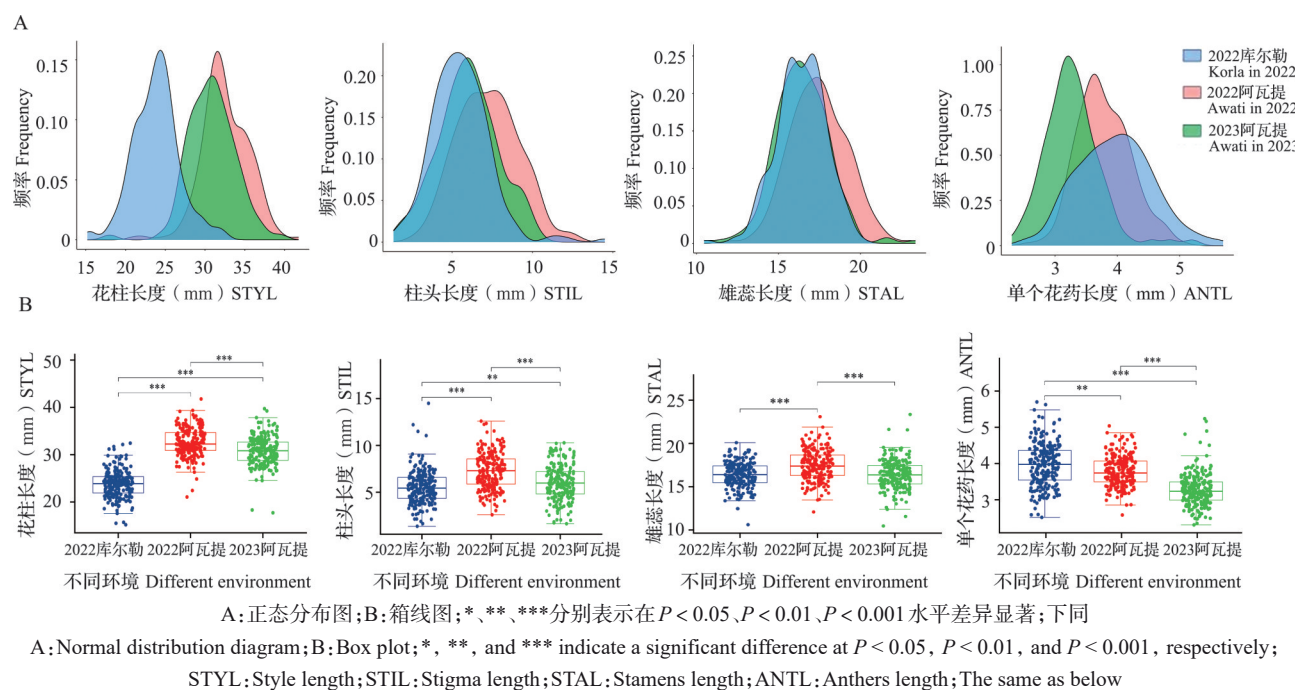 A
频率 Frequency
0.15
0.10
0.05
0
15 20 25 30 35 40
花柱长度（mm）STYL
频率 Frequency
0.20
0.15
0.10
0.05
0.00
5 10 15
柱头长度（mm）STIL
频率 Frequency
0.25
0.20
0.15
0.10
0.05
0.00
10 15 20
雄蕊长度（mm）STAL
频率 Frequency
1.00
0.75
0.50
0.25
0.00
3 4 5
单个花药长度（mm）ANTL
2022库尔勒
Korla in 2022
2022阿瓦提
Awati in 2022
2023阿瓦提
Awati in 2023
B
花柱长度（mm）STYL
50
40
30
20
***
***
***
2022库尔勒 2022阿瓦提 2023阿瓦提
不同环境 Different environment
柱头长度（mm）STIL
15
10
5
***
**
***
2022库尔勒 2022阿瓦提 2023阿瓦提
不同环境 Different environment
雄蕊长度（mm）STAL
25
20
15
10
***
***
2022库尔勒 2022阿瓦提 2023阿瓦提
不同环境 Different environment
单个花药长度（mm）ANTL
6
5
4
3
***
***
**
2022库尔勒 2022阿瓦提 2023阿瓦提
不同环境 Different environment
A:正态分布图;B:箱线图;*、**、***分别表示在P<0.05、P<0.01、P<0.001水平差异显著;下同
A:Normal distribution diagram;B:Box plot;*, **, and *** indicate a significant difference at P < 0.05, P < 0.01, and P < 0.001, respectively;
STYL:Style length;STIL:Stigma length;STAL:Stamens length;ANTL:Anthers length;The same as below